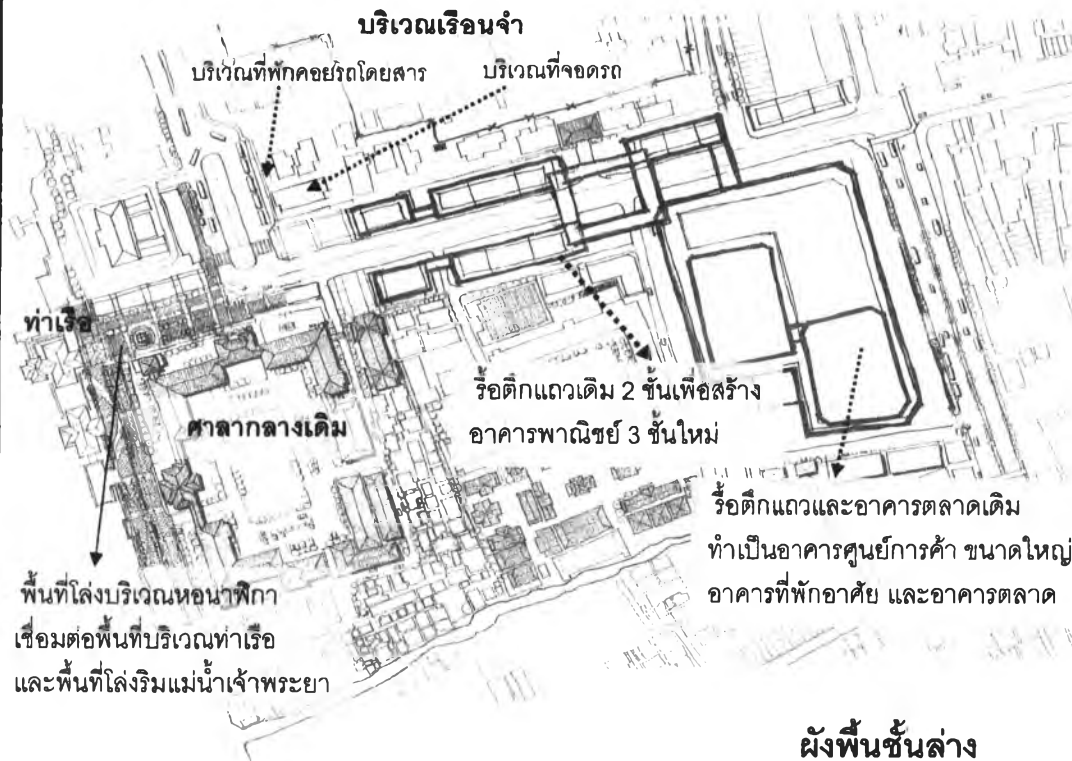 บริเวณเรือนจำ
บริเวณที่พักคอยรถโดยสาร
บริเวณที่จอดรถ
ท่าเรือ
ศาลากลางเดิม
รื้อตึกแถวเดิม 2 ชั้นเพื่อสร้าง
อาคารพาณิชย์ 3 ชั้นใหม่
รื้อตึกแถวและอาคารตลาดเดิม
ทำเป็นอาคารศูนย์การค้า ขนาดใหญ่
อาคารที่พักอาศัย และอาคารตลาด
พื้นที่โล่งบริเวณหอนาฬิกา
เชื่อมต่อพื้นที่บริเวณท่าเรือ
และพื้นที่โล่งริมแม่น้ำเจ้าพระยา
ผังพื้นชั้นล่าง